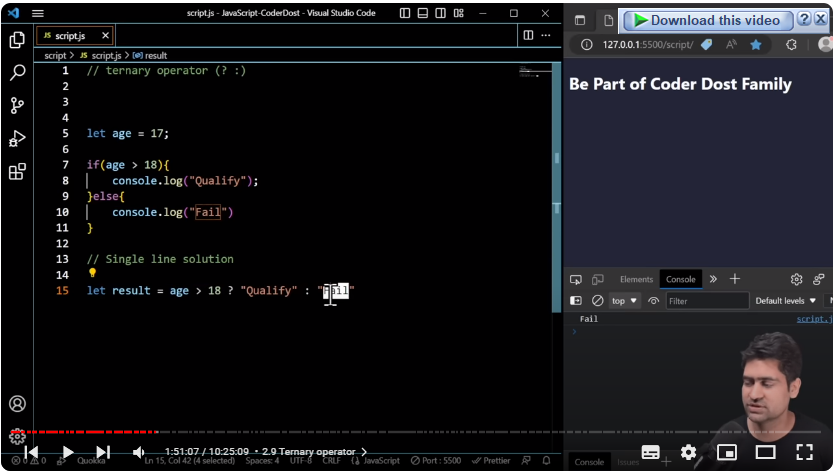 script.js - JavaScript-CoderDost - Visual Studio Code
JS script.js
script > JS script.js > result
1 // ternary operator (? :)
2
3
4
5 let age = 17;
6
7 if(age > 18){
8 console.log("Qualify");
9 }else{
10 console.log("Fail")
11 }
12
13 // Single line solution
14
15 let result = age > 18 ? "Qualify" : "Fail"
Download this video ? X
127.0.0.1:5500/script/
Be Part of Coder Dost Family
Elements Console
top Filter Default levels
Fail script.j
1:51:07 / 10:25:09 • 2.9 Ternary operator
0 0 Quokka Ln 15, Col 42 (4 selected) Spaces: 4 UTF-8 CRLF JavaScript Port : 5500 Prettier
Console Issues